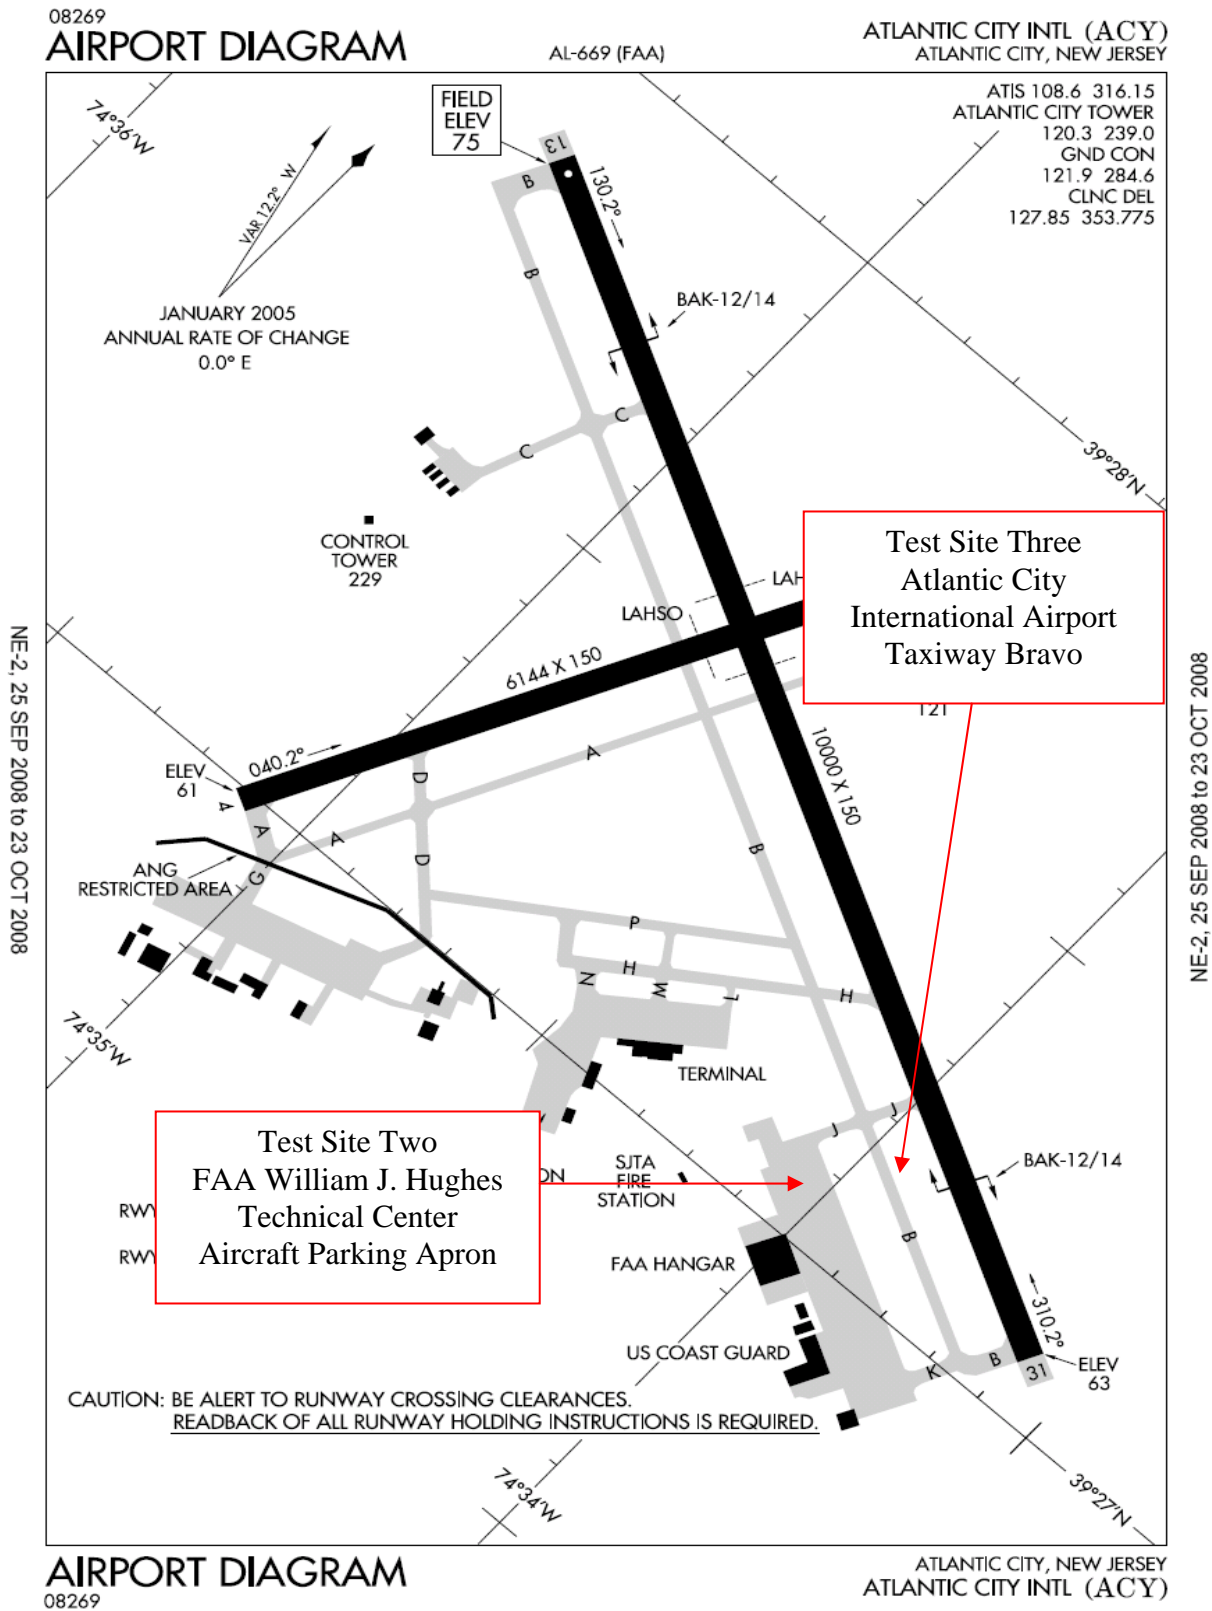 08269
AIRPORT DIAGRAM
AL-669 (FAA)
ATLANTIC CITY INTL (ACY)
ATLANTIC CITY, NEW JERSEY
ATIS 108.6 316.15
ATLANTIC CITY TOWER
120.3 239.0
GND CON
121.9 284.6
CLNC DEL
127.85 353.775
74°36'W
FIELD
ELEV
75
13
B
130.2°
VAR 12.2° W
B
JANUARY 2005
ANNUAL RATE OF CHANGE
0.0° E
BAK-12/14
C
C
39°28'N
CONTROL
TOWER
229
Test Site Three
Atlantic City
International Airport
Taxiway Bravo
LAH
LAHSO
6144 X 150
121
10000 X 150
040.2°
ELEV
61
4
A
D
A
A
D
B
ANG
RESTRICTED AREA
G
P
H
N
W
L
H
74°35'W
TERMINAL
J
J
Test Site Two
FAA William J. Hughes
Technical Center
Aircraft Parking Apron
ON
SJTA
FIRE
STATION
BAK-12/14
RWY
RWY
FAA HANGAR
B
310.2°
US COAST GUARD
K
B
31
ELEV
63
CAUTION: BE ALERT TO RUNWAY CROSSING CLEARANCES.
READBACK OF ALL RUNWAY HOLDING INSTRUCTIONS IS REQUIRED.
74°34'W
39°27'N
NE-2, 25 SEP 2008 to 23 OCT 2008
NE-2, 25 SEP 2008 to 23 OCT 2008
AIRPORT DIAGRAM
08269
ATLANTIC CITY, NEW JERSEY
ATLANTIC CITY INTL (ACY)